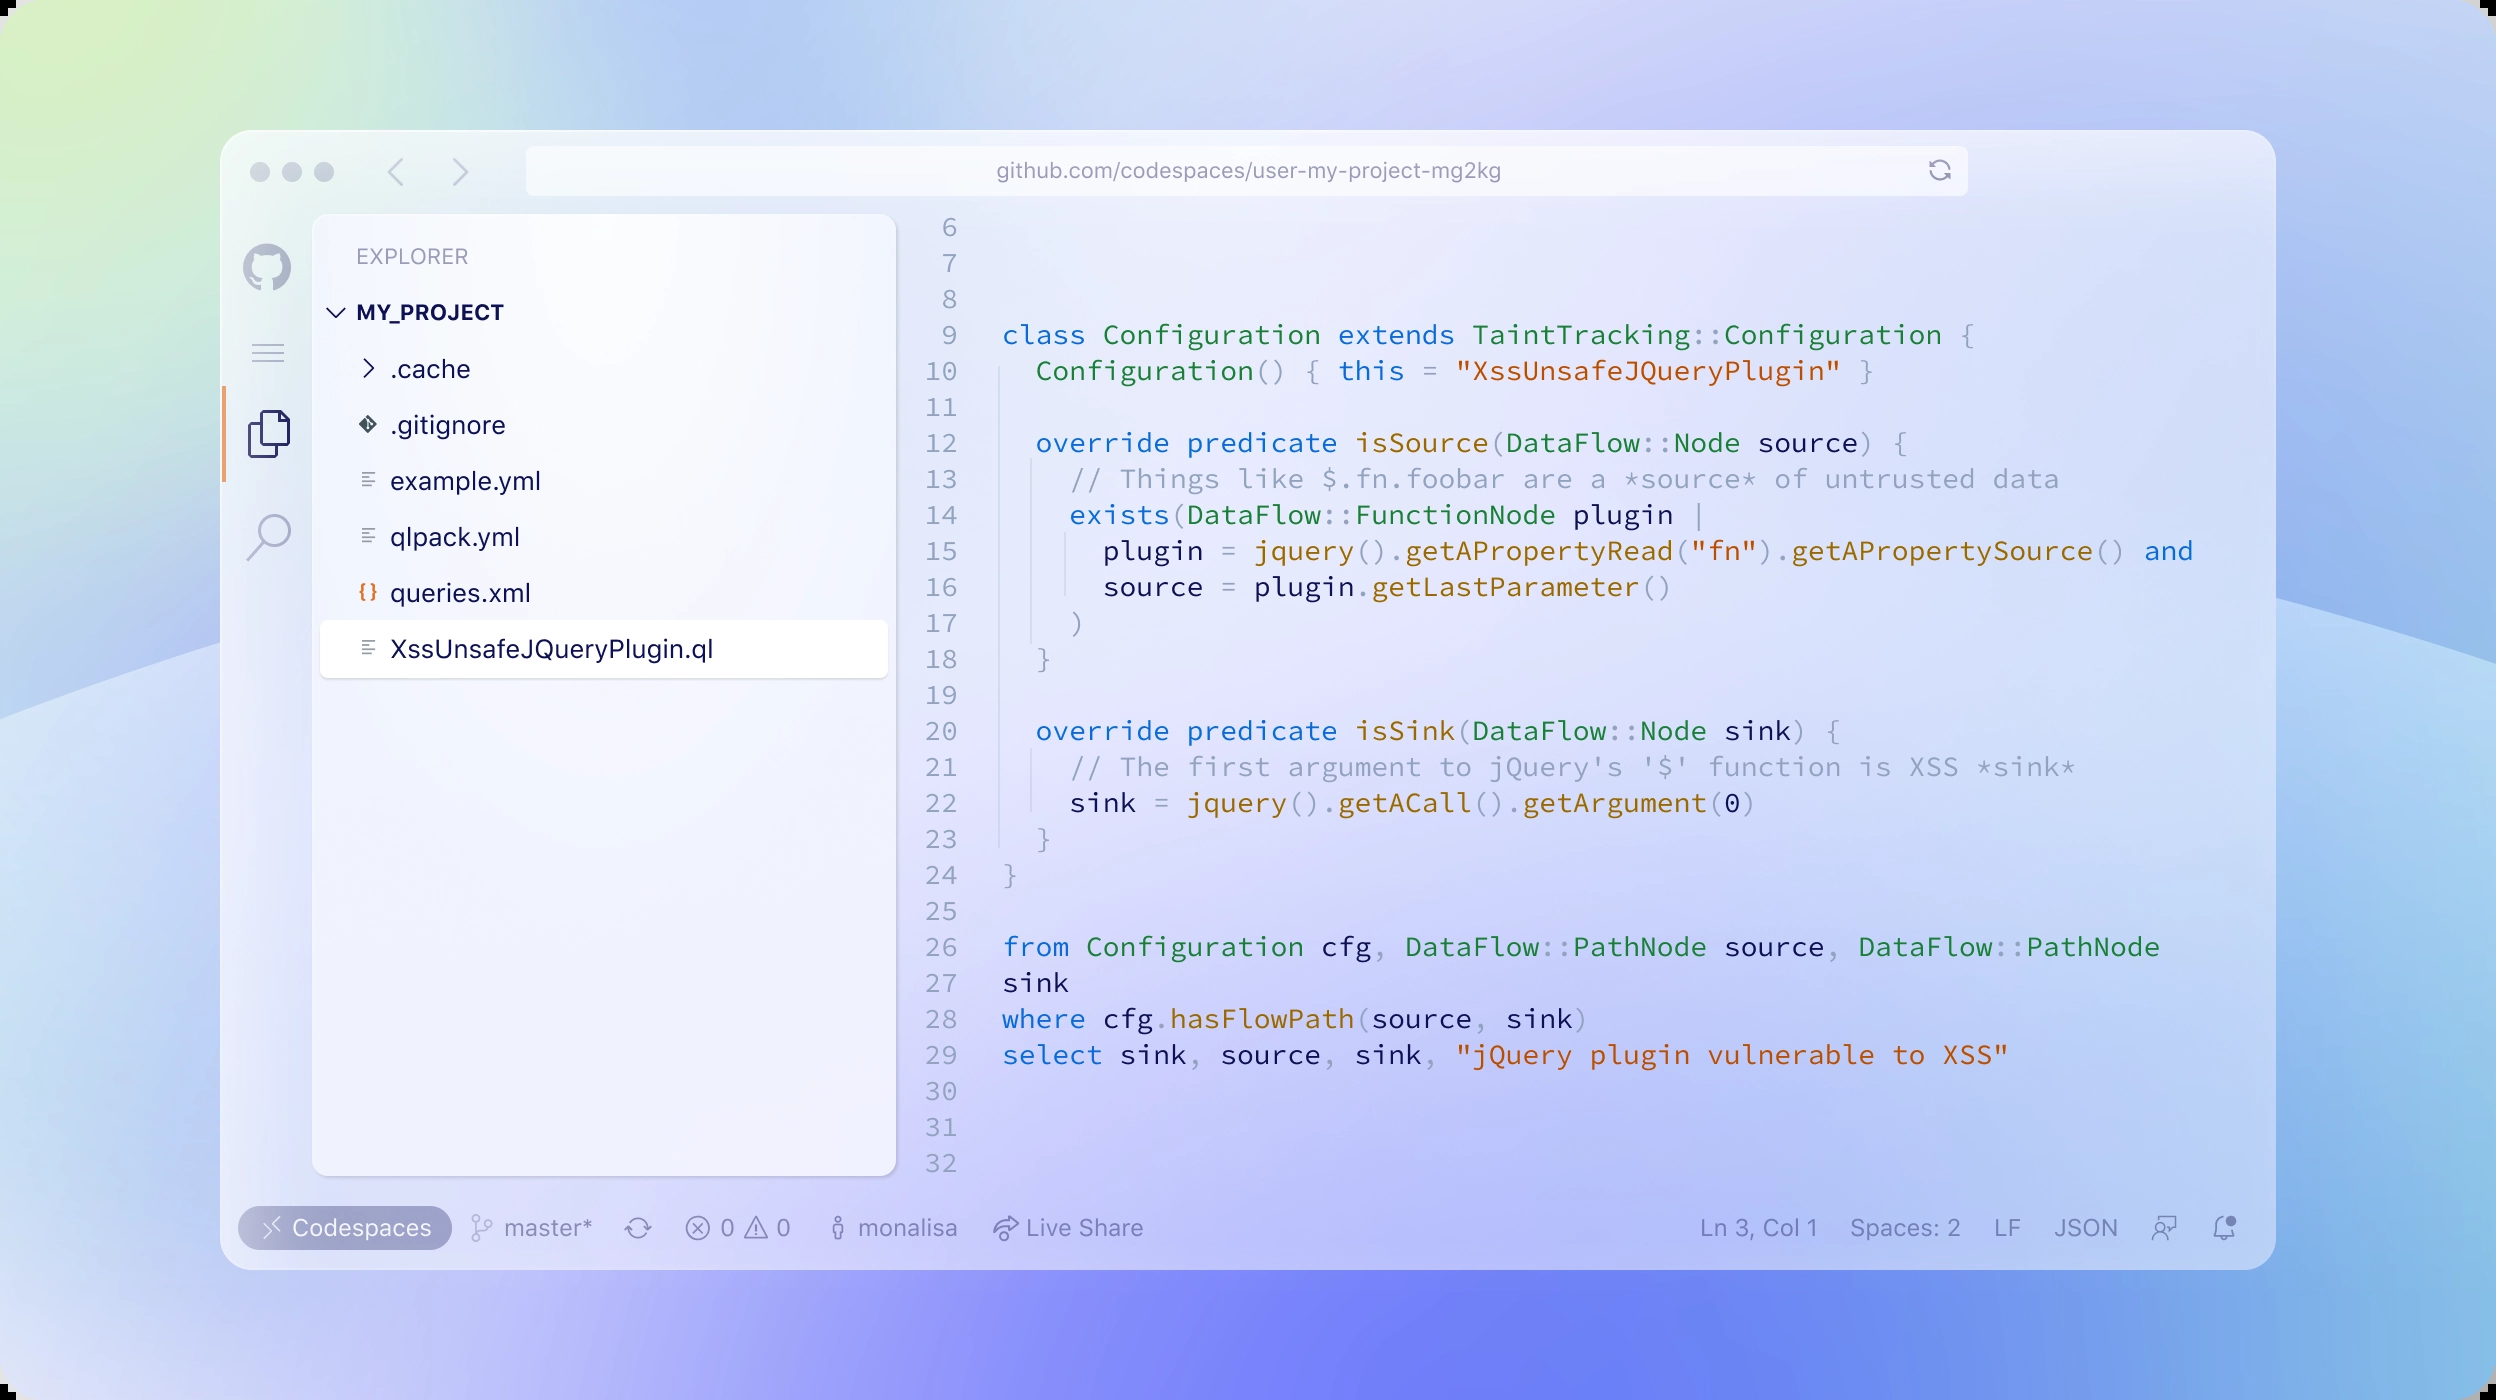 github.com/codespaces/user-my-project-mg2kg
EXPLORER
MY_PROJECT
.cache
.gitignore
example.yml
qlpack.yml
queries.xml
XssUnsafeJQueryPlugin.ql
6
7
8
9 class Configuration extends TaintTracking::Configuration {
10   Configuration() { this = "XssUnsafeJQueryPlugin" }
11
12   override predicate isSource(DataFlow::Node source) {
13     // Things like $.fn.foobar are a *source* of untrusted data
14     exists(DataFlow::FunctionNode plugin |
15       plugin = jquery().getAPropertyRead("fn").getAPropertySource() and
16       source = plugin.getLastParameter()
17     )
18   }
19
20   override predicate isSink(DataFlow::Node sink) {
21     // The first argument to jQuery's '$' function is XSS *sink*
22     sink = jquery().getACall().getArgument(0)
23   }
24 }
25
26 from Configuration cfg, DataFlow::PathNode source, DataFlow::PathNode
27 sink
28 where cfg.hasFlowPath(source, sink)
29 select sink, source, sink, "jQuery plugin vulnerable to XSS"
30
31
32
Codespaces master* 0 0 monalisa Live Share Ln 3, Col 1 Spaces: 2 LF JSON